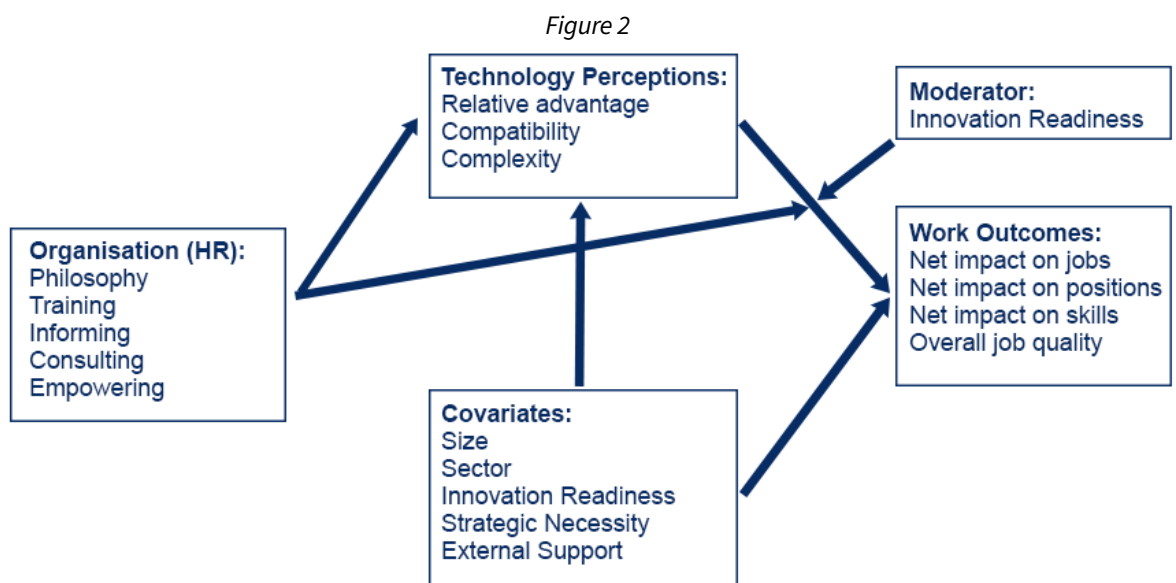 Figure 2
Technology Perceptions:
Relative advantage
Compatibility
Complexity
Moderator:
Innovation Readiness
Organisation (HR):
Philosophy
Training
Informing
Consulting
Empowering
Work Outcomes:
Net impact on jobs
Net impact on positions
Net impact on skills
Overall job quality
Covariates:
Size
Sector
Innovation Readiness
Strategic Necessity
External Support